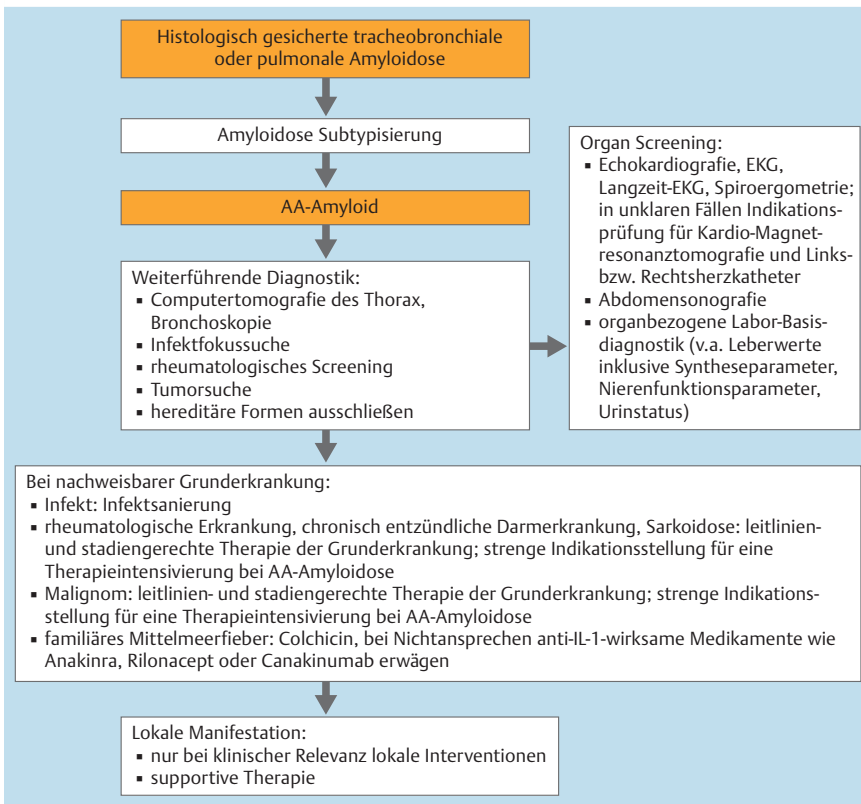 Histologisch gesicherte tracheobronchiale
oder pulmonale Amyloidose
Amyloidose Subtypisierung
AA-Amyloid
Weiterführende Diagnostik:
▪ Computertomografie des Thorax,
Bronchoskopie
▪ Infektfokussuche
▪ rheumatologisches Screening
▪ Tumorsuche
▪ hereditäre Formen ausschließen
Organ Screening:
▪ Echokardiografie, EKG,
Langzeit-EKG, Spiroergometrie;
in unklaren Fällen Indikations-
prüfung für Kardio-Magnet-
resonanztomografie und Links-
bzw. Rechtsherzkatheter
▪ Abdomensonografie
▪ organbezogene Labor-Basis-
diagnostik (v.a. Leberwerte
inklusive Syntheseparameter,
Nierenfunktionsparameter,
Urinstatus)
Bei nachweisbarer Grunderkrankung:
▪ Infekt: Infektsanierung
▪ rheumatologische Erkrankung, chronisch entzündliche Darmerkrankung, Sarkoidose: leitlinien-
und stadiengerechte Therapie der Grunderkrankung; strenge Indikationsstellung für eine
Therapieintensivierung bei AA-Amyloidose
▪ Malignom: leitlinien- und stadiengerechte Therapie der Grunderkrankung; strenge Indikations-
stellung für eine Therapieintensivierung bei AA-Amyloidose
▪ familiäres Mittelmeerfieber: Colchicin, bei Nichtansprechen anti-IL-1-wirksame Medikamente wie
Anakinra, Rilonacept oder Canakinumab erwägen
Lokale Manifestation:
▪ nur bei klinischer Relevanz lokale Interventionen
▪ supportive Therapie